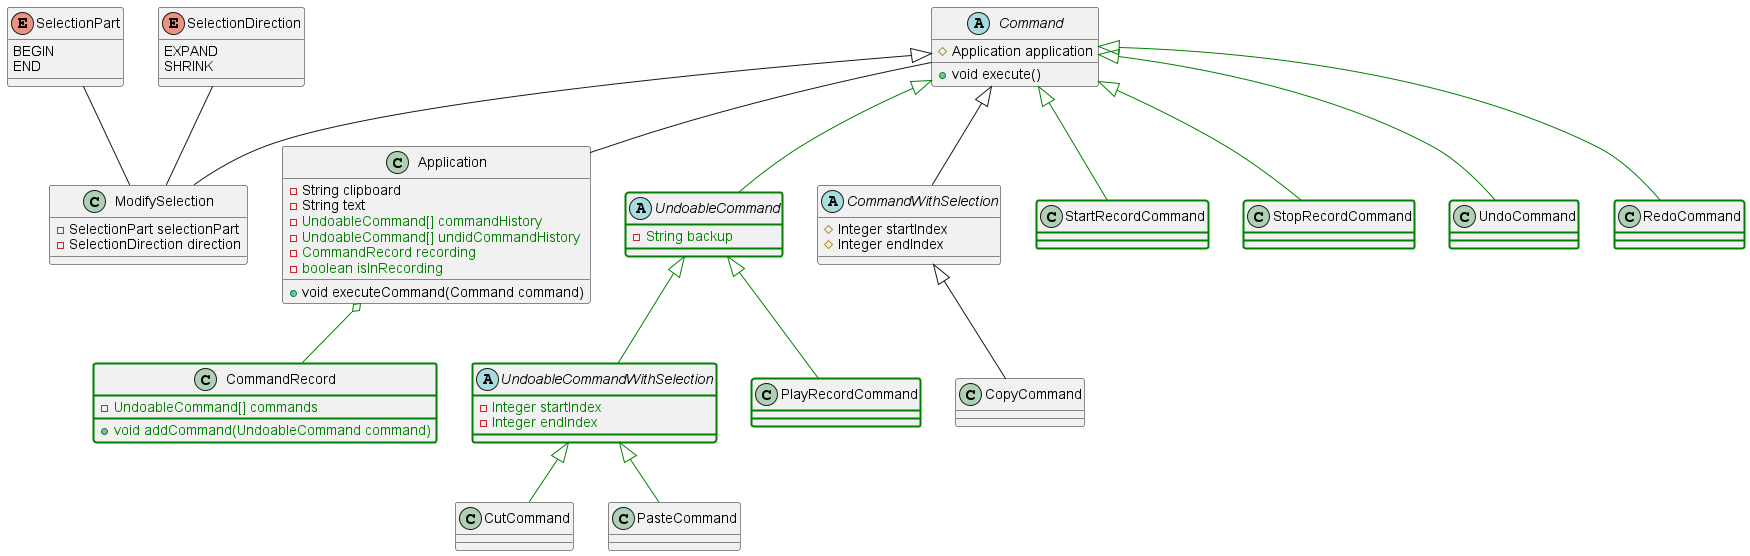 E SelectionPart
BEGIN
END
E SelectionDirection
EXPAND
SHRINK
A Command
Application application
void execute()
C ModifySelection
SelectionPart selectionPart
SelectionDirection direction
C Application
String clipboard
String text
UndoableCommand[] commandHistory
UndoableCommand[] undidCommandHistory
CommandRecord recording
boolean isInRecording
void executeCommand(Command command)
A UndoableCommand
String backup
A CommandWithSelection
Integer startIndex
Integer endIndex
C StartRecordCommand
C StopRecordCommand
C UndoCommand
C RedoCommand
C CommandRecord
UndoableCommand[] commands
void addCommand(UndoableCommand command)
A UndoableCommandWithSelection
Integer startIndex
Integer endIndex
C PlayRecordCommand
C CopyCommand
C CutCommand
C PasteCommand